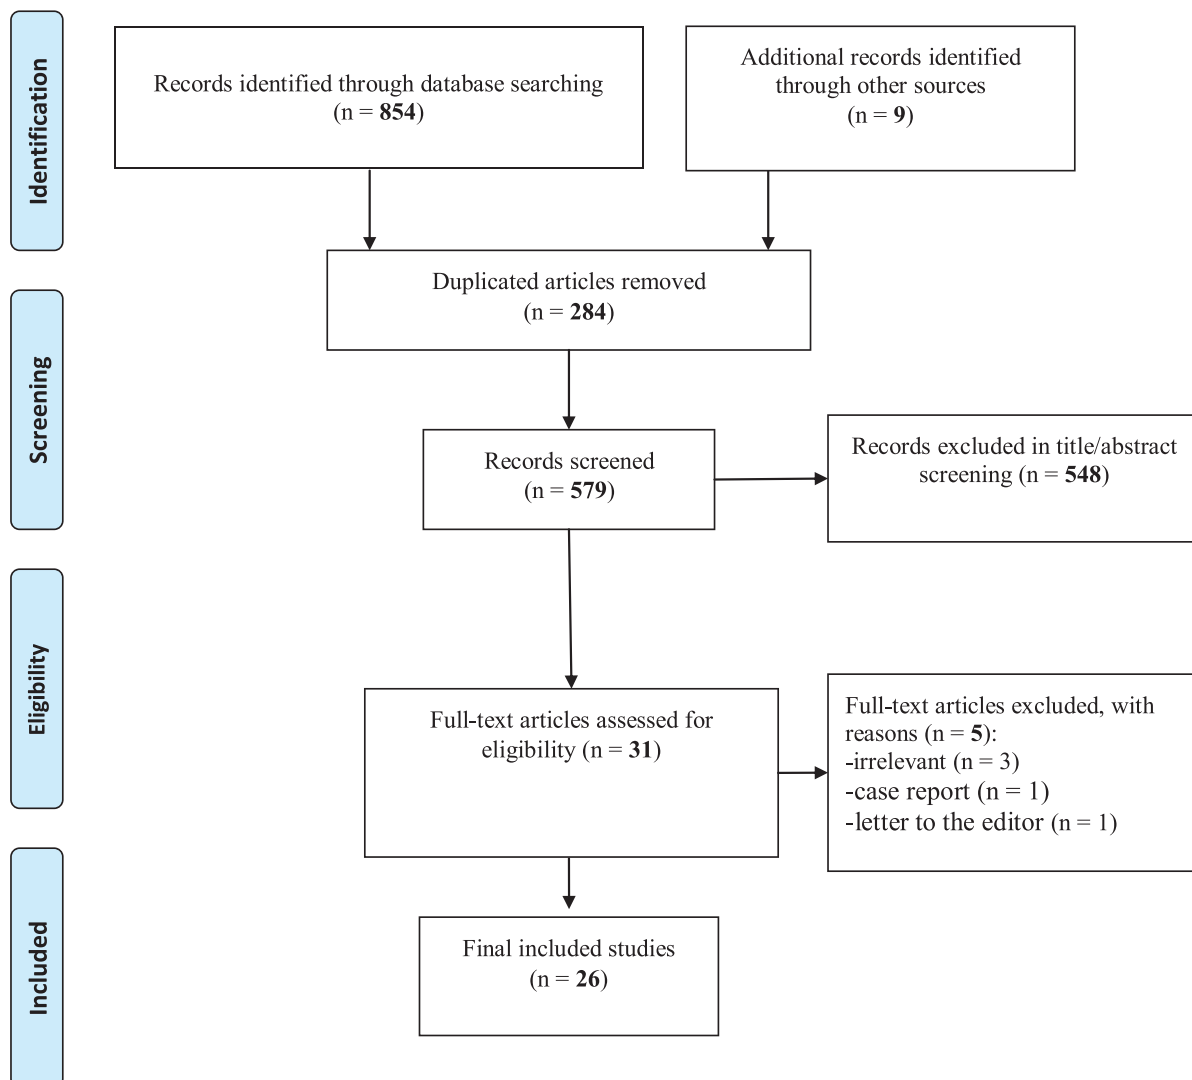 Identification
Records identified through database searching
(n = 854)
Additional records identified
through other sources
(n = 9)
Duplicated articles removed
(n = 284)
Screening
Records screened
(n = 579)
Records excluded in title/abstract
screening (n = 548)
Eligibility
Full-text articles assessed for
eligibility (n = 31)
Full-text articles excluded, with
reasons (n = 5):
-irrelevant (n = 3)
-case report (n = 1)
-letter to the editor (n = 1)
Included
Final included studies
(n = 26)